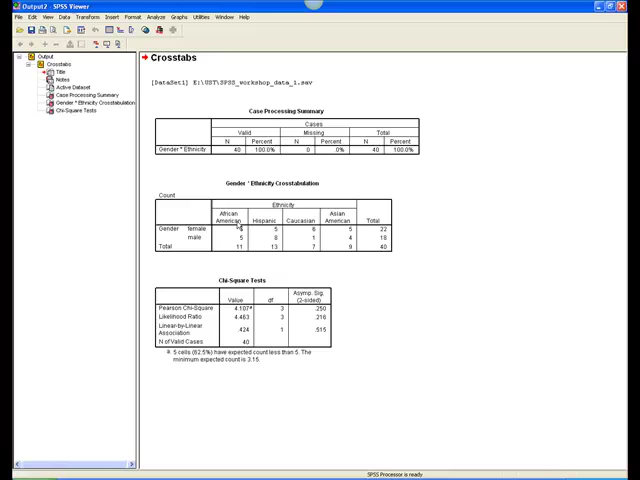 Output2 - SPSS Viewer
File Edit View Data Transform Insert Format Analyze Graphs Utilities Window Help
Output
Crosstabs
Title
Notes
Active Dataset
Case Processing Summary
Gender * Ethnicity Crosstabulation
Chi-Square Tests
Crosstabs
[DataSet1] E:\UST\SPSS_workshop_data_1.sav
Case Processing Summary
Cases
Valid Missing Total
N Percent N Percent N Percent
Gender * Ethnicity 40 100.0% 0 .0% 40 100.0%
Gender * Ethnicity Crosstabulation
Count
Ethnicity
African American Hispanic Caucasian Asian American Total
Gender female 5 6 5 22
male 5 8 1 4 18
Total 11 13 7 9 40
Chi-Square Tests
Value df Asymp. Sig. (2-sided)
Pearson Chi-Square 4.107a 3 .250
Likelihood Ratio 4.463 3 .216
Linear-by-Linear Association .424 1 .515
N of Valid Cases 40
a. 5 cells (62.5%) have expected count less than 5. The
minimum expected count is 3.15.
SPSS Processor is ready